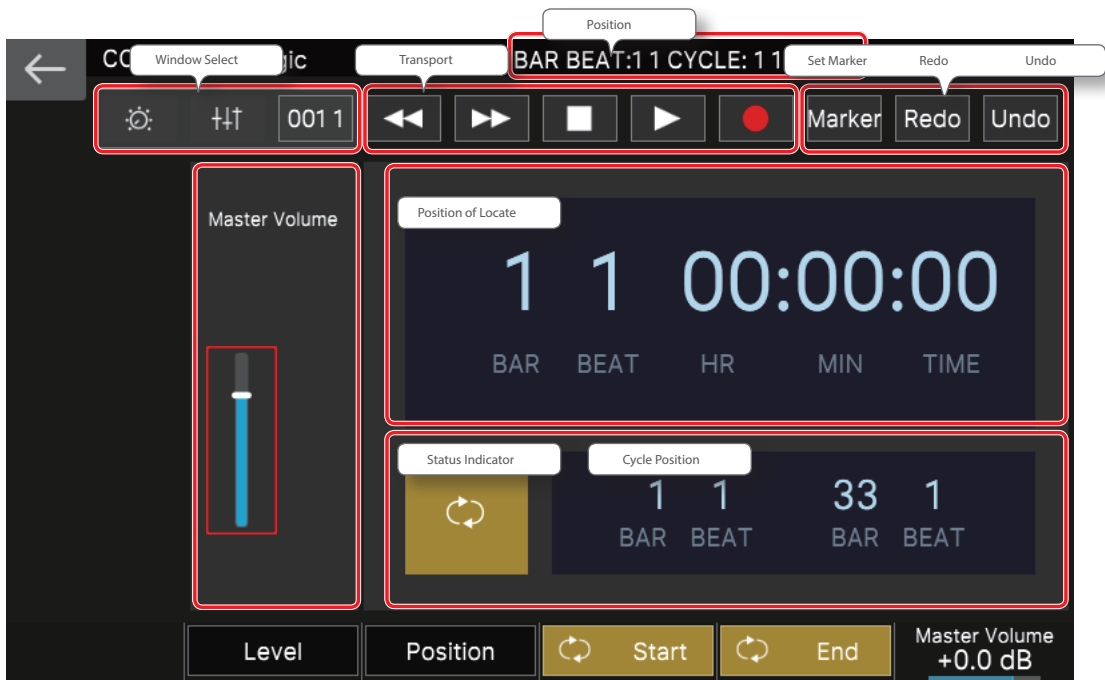 Position
Window Select
Transport
BAR BEAT:1 1 CYCLE: 1 1
Set Marker Redo Undo
001 1
Marker Redo Undo
Master Volume
Position of Locate
1 1 00:00:00
BAR BEAT HR MIN TIME
Status Indicator
Cycle Position
1 1 33 1
BAR BEAT BAR BEAT
Level Position Start End
Master Volume
+0.0 dB